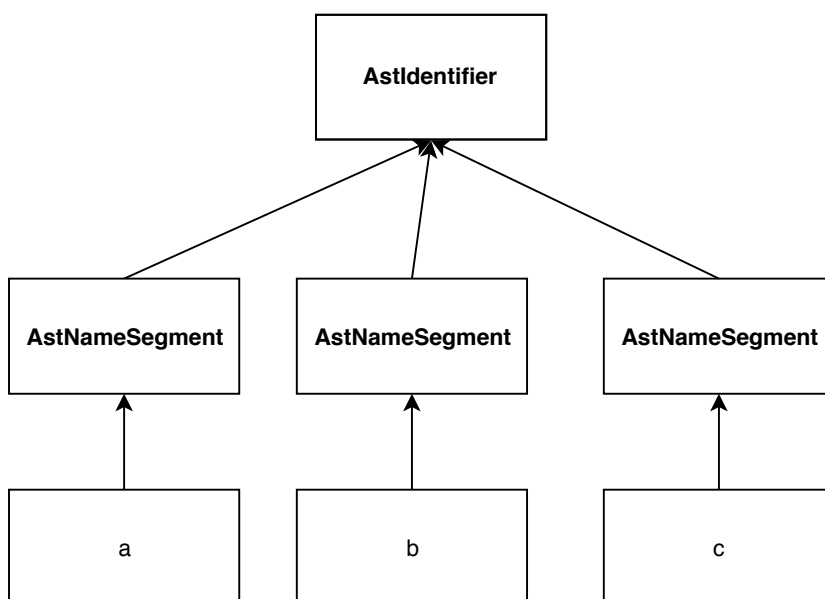 AstIdentifier
AstNameSegment
AstNameSegment
AstNameSegment
a
b
c